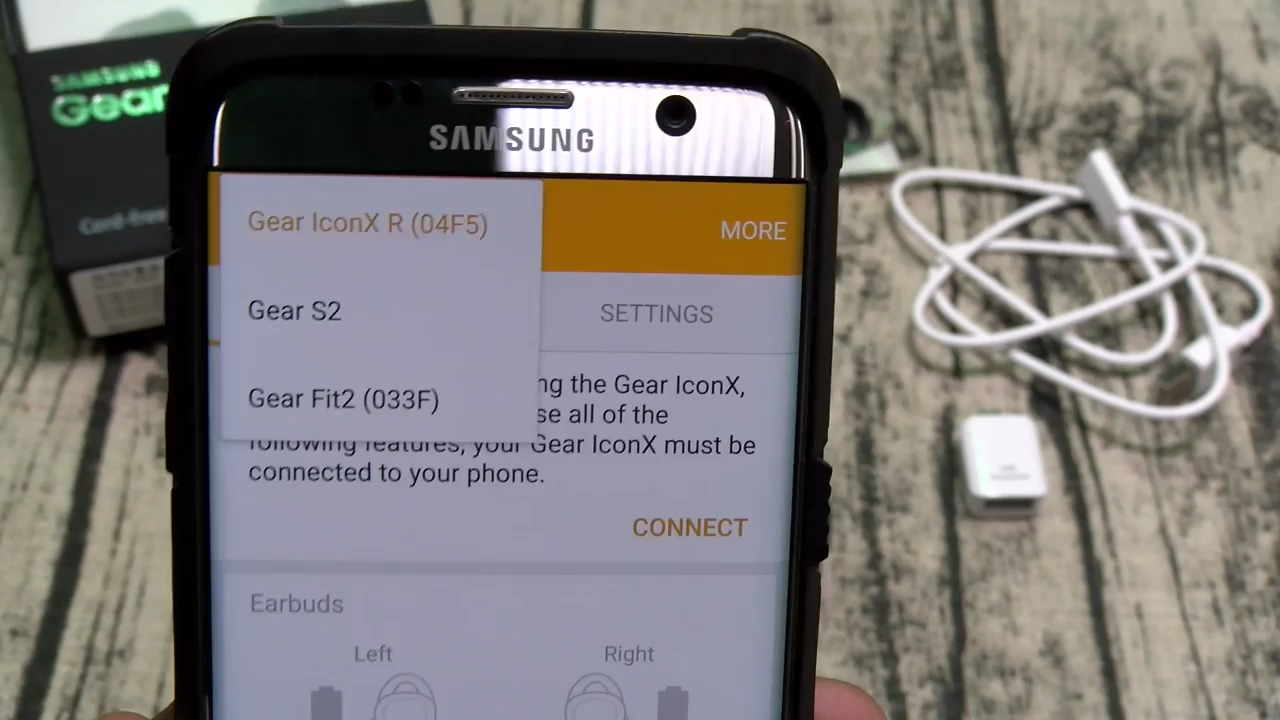 SAMSUNG
Gear
Cord-free
SAMSUNG
Gear IconX R (04F5)
MORE
Gear S2
SETTINGS
Gear Fit2 (033F)
ng the Gear IconX,
se all of the
following features, your Gear IconX must be
connected to your phone.
CONNECT
Earbuds
Left
Right